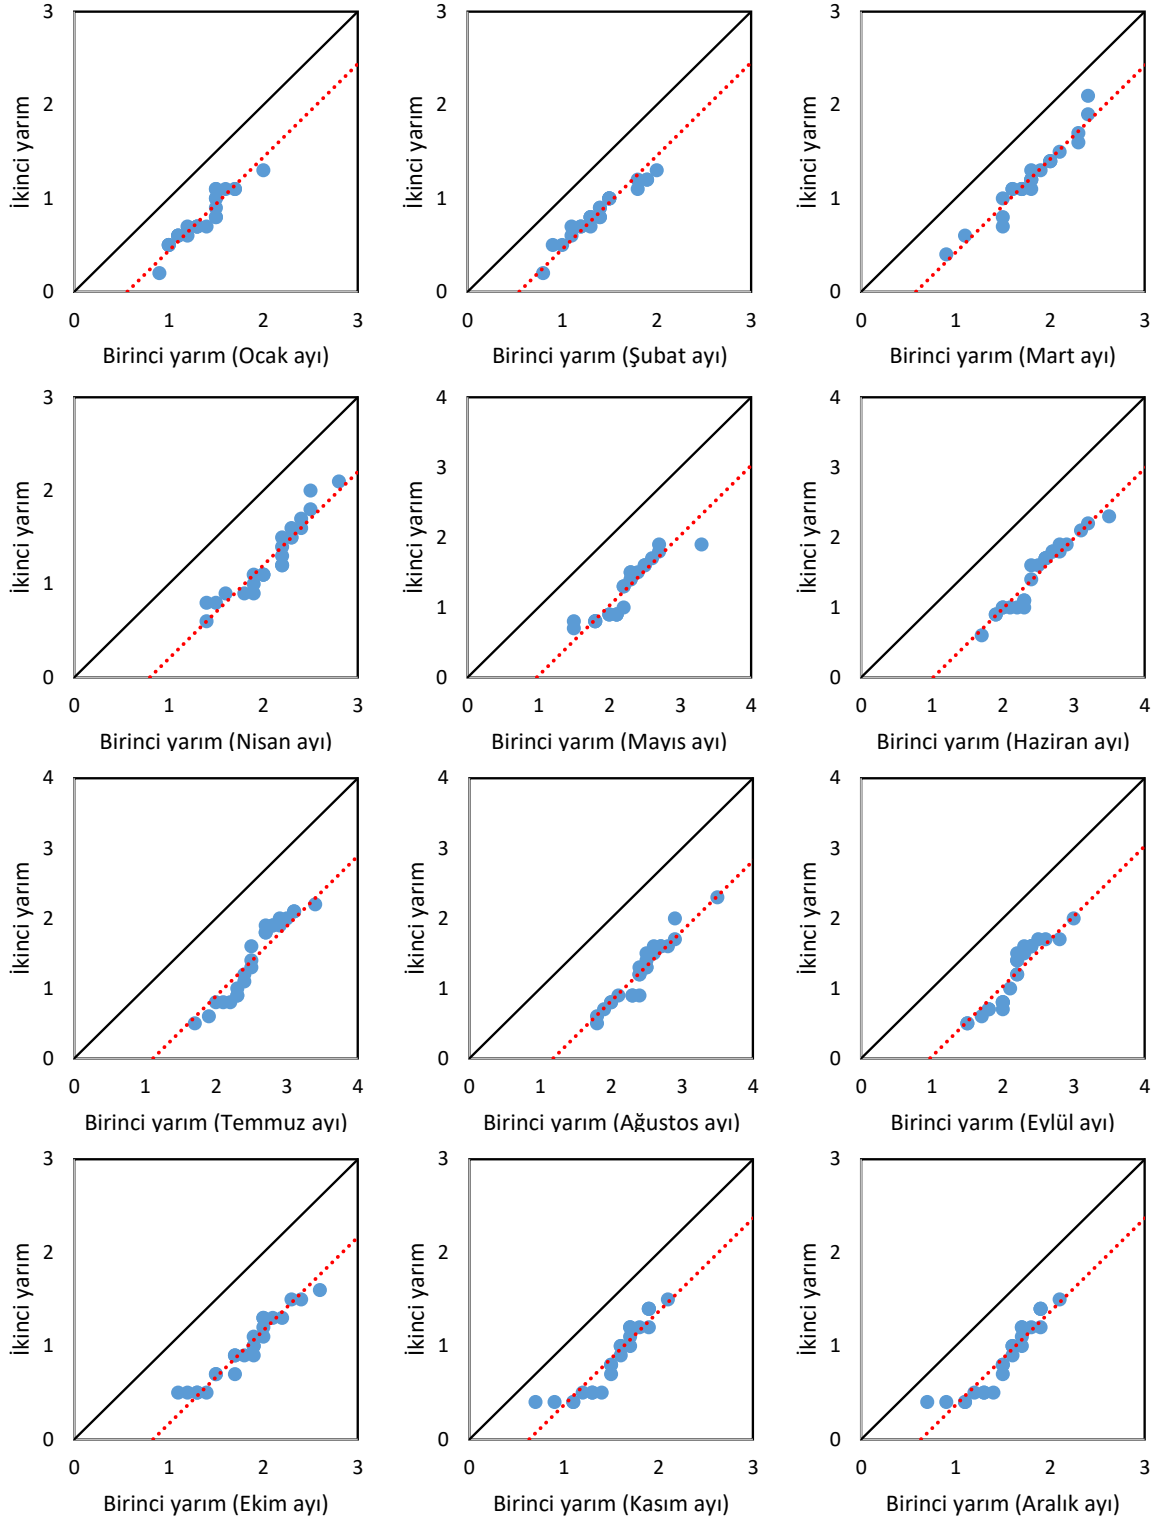 3
2
1
0
İkinci yarım
0 1 2 3
Birinci yarım (Ocak ayı)
3
2
1
0
İkinci yarım
0 1 2 3
Birinci yarım (Şubat ayı)
3
2
1
0
İkinci yarım
0 1 2 3
Birinci yarım (Mart ayı)
3
2
1
0
İkinci yarım
0 1 2 3
Birinci yarım (Nisan ayı)
4
3
2
1
0
İkinci yarım
0 1 2 3 4
Birinci yarım (Mayıs ayı)
4
3
2
1
0
İkinci yarım
0 1 2 3 4
Birinci yarım (Haziran ayı)
4
3
2
1
0
İkinci yarım
0 1 2 3 4
Birinci yarım (Temmuz ayı)
4
3
2
1
0
İkinci yarım
0 1 2 3 4
Birinci yarım (Ağustos ayı)
4
3
2
1
0
İkinci yarım
0 1 2 3 4
Birinci yarım (Eylül ayı)
3
2
1
0
İkinci yarım
0 1 2 3
Birinci yarım (Ekim ayı)
3
2
1
0
İkinci yarım
0 1 2 3
Birinci yarım (Kasım ayı)
3
2
1
0
İkinci yarım
0 1 2 3
Birinci yarım (Aralık ayı)